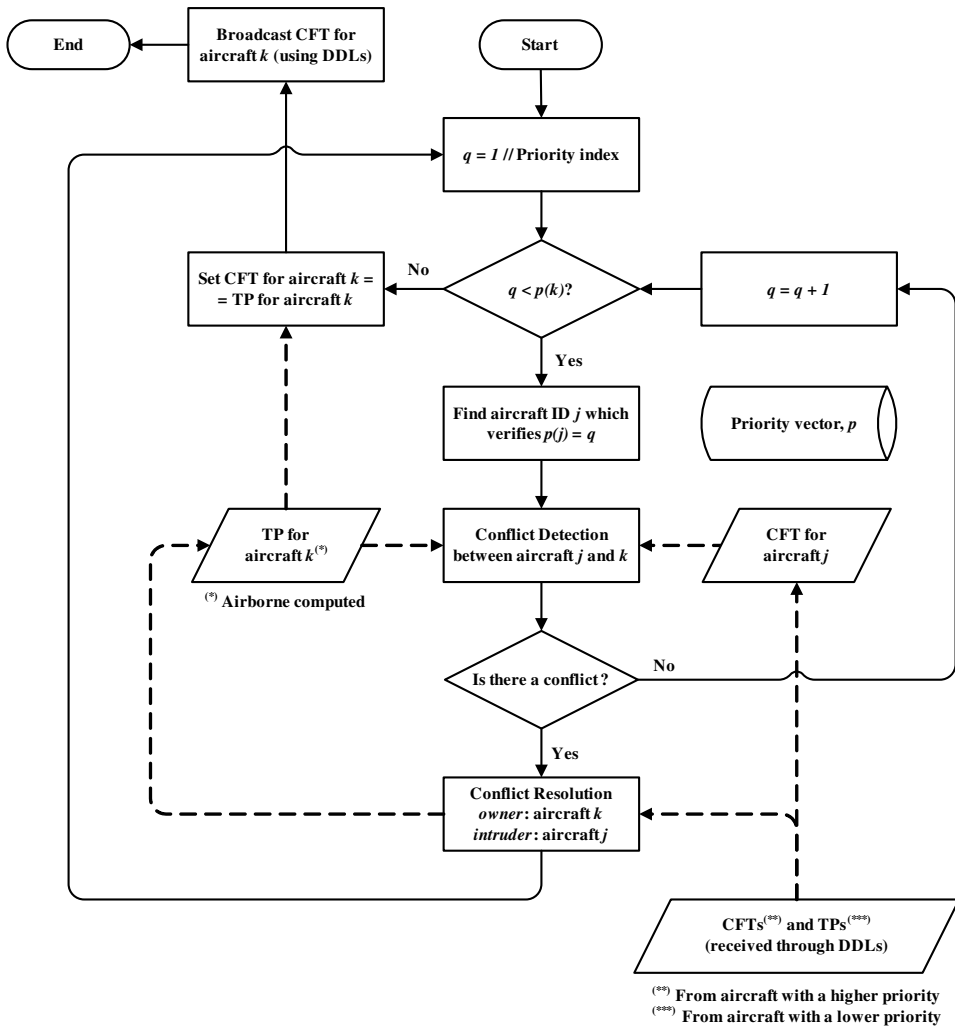 End
Broadcast CFT for
aircraft k (using DDLs)
Start
q = 1 // Priority index
Set CFT for aircraft k =
= TP for aircraft k
No
q < p(k)?
q = q + 1
Yes
Find aircraft ID j which
verifies p(j) = q
Priority vector, p
TP for
aircraft k(*)
(*) Airborne computed
Conflict Detection
between aircraft j and k
CFT for
aircraft j
Is there a conflict?
No
Yes
Conflict Resolution
owner: aircraft k
intruder: aircraft j
CFTs(**) and TPs(***)
(received through DDLs)
(**) From aircraft with a higher priority
(***) From aircraft with a lower priority